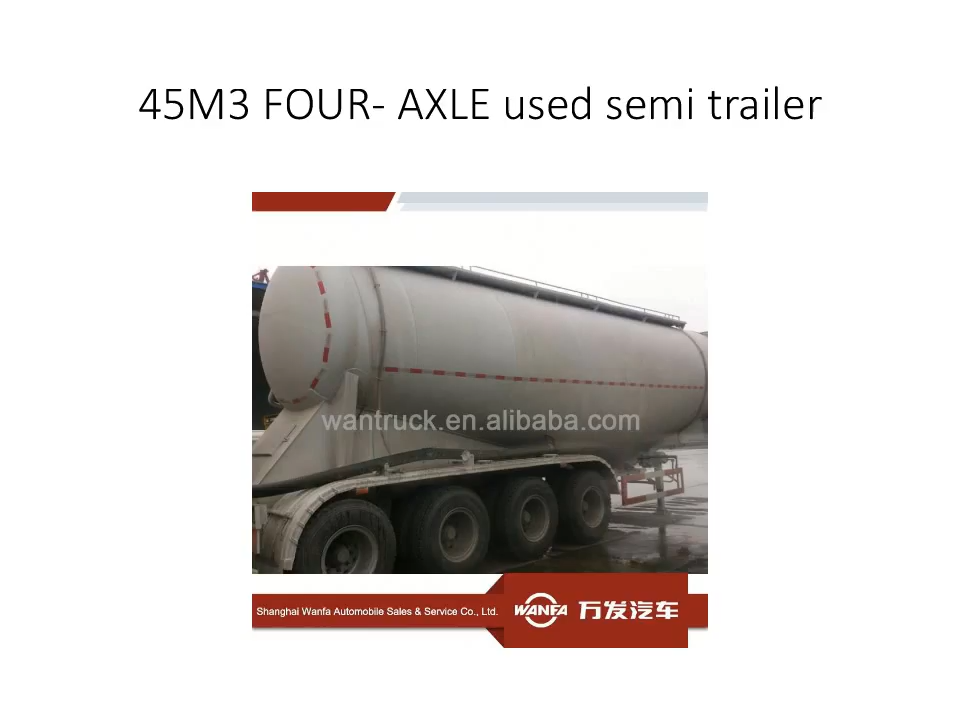 45M3 FOUR- AXLE used semi trailer
wantruck.en.alibaba.com
Shanghai Wanfa Automobile Sales & Service Co., Ltd.
WANFA 万发汽车